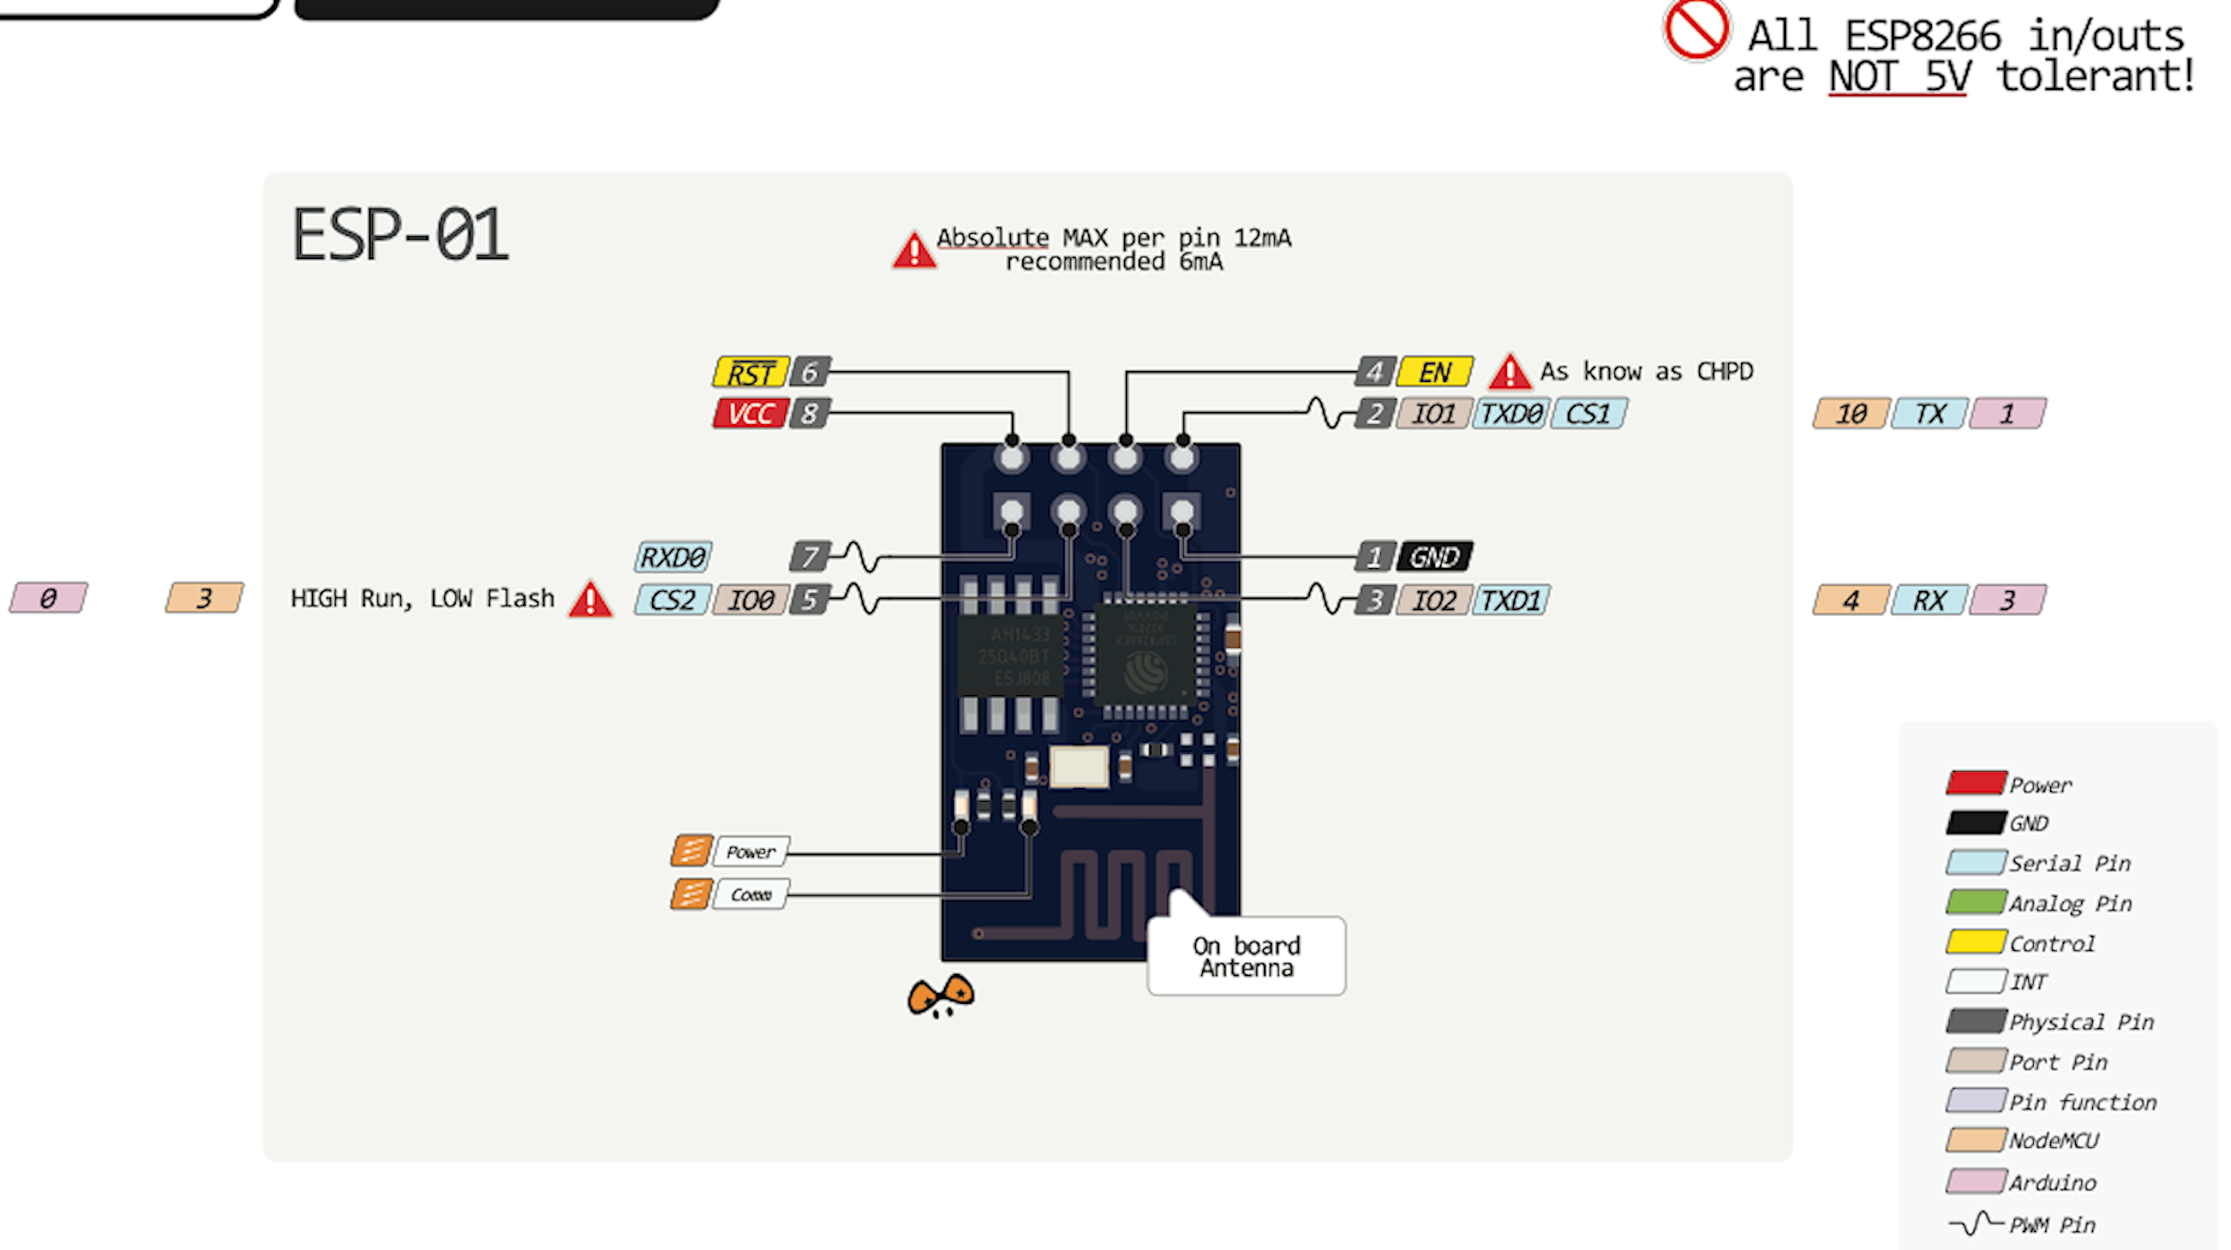 All ESP8266 in/outs
are NOT 5V tolerant!
ESP-01
Absolute MAX per pin 12mA
recommended 6mA
RST 6
4 EN As know as CHPD
VCC 8
2 IO1 TXD0 CS1
10 TX 1
RXD0 7
1 GND
0 3 HIGH Run, LOW Flash CS2 IO0 5
3 IO2 TXD1
4 RX 3
AH1433
25Q40BT
E5J808
Power
Comm
On board
Antenna
Power
GND
Serial Pin
Analog Pin
Control
INT
Physical Pin
Port Pin
Pin function
NodeMCU
Arduino
PWM Pin